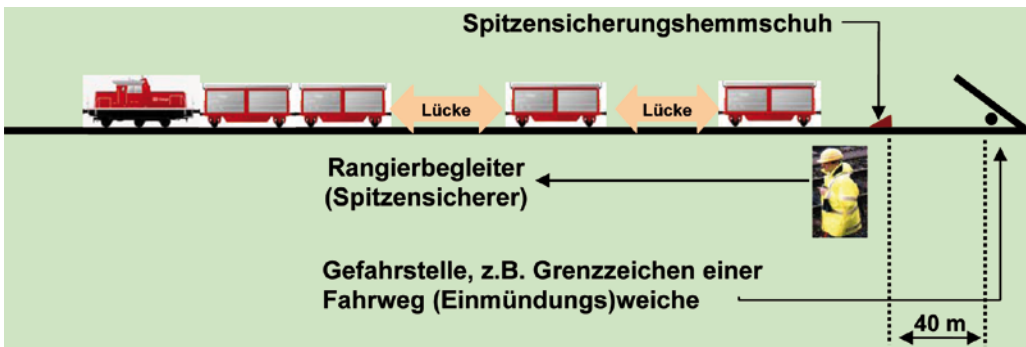 Spitzensicherungshemmschuh
Lücke
Lücke
Rangierbegleiter
(Spitzensicherer)
Gefahrstelle, z.B. Grenzzeichen einer
Fahrweg (Einmündungs)weiche
40 m